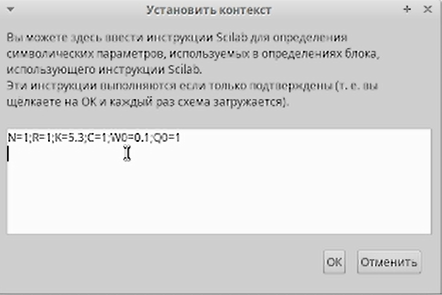 Установить контекст
Вы можете здесь ввести инструкции Scilab для определения
символических параметров, используемых в определениях блока,
использующего инструкции Scilab.
Эти инструкции выполняются если только подтверждены (т. е. вы
щелкаете на ОК и каждый раз схема загружается).
N=1;R=1;K=5.3;C=1;W0=0.1;Q0=1
ОК
Отменить